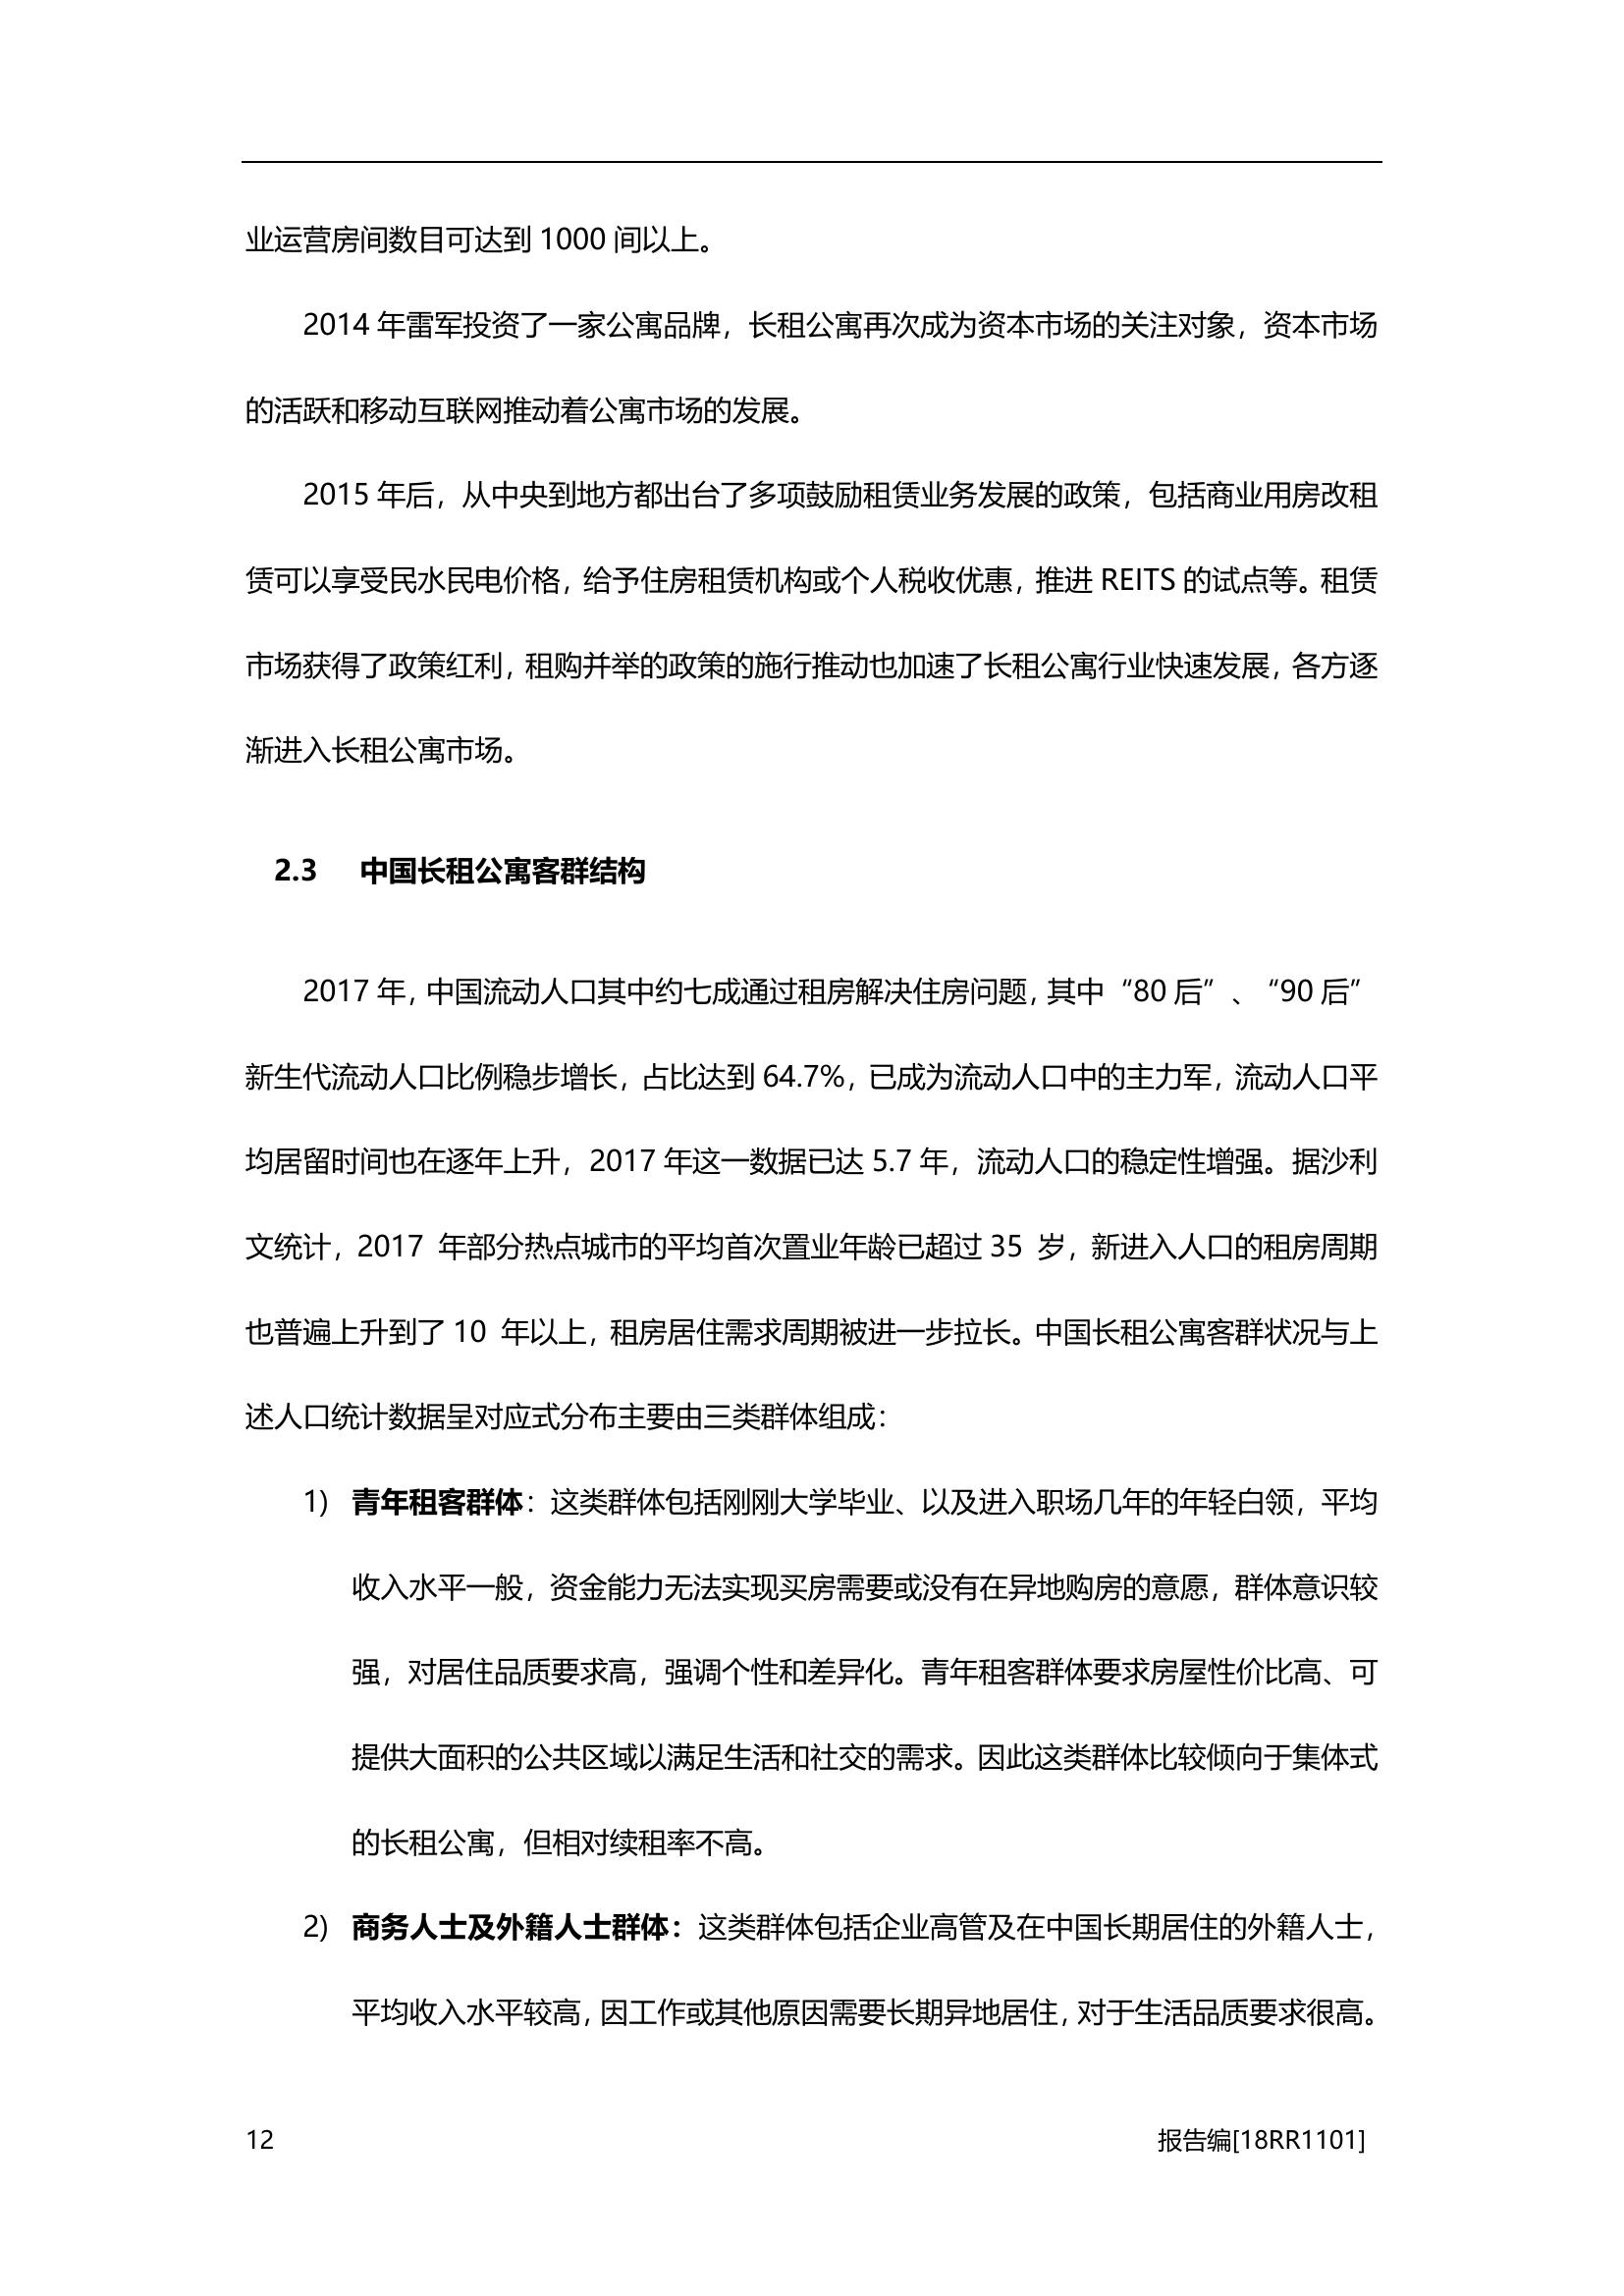 业运营房间数目可达到 1000 间以上。
2014 年雷军投资了一家公寓品牌，长租公寓再次成为资本市场的关注对象，资本市场
的活跃和移动互联网推动着公寓市场的发展。
2015 年后，从中央到地方都出台了多项鼓励租赁业务发展的政策，包括商业用房改租
赁可以享受民水民电价格，给予住房租赁机构或个人税收优惠，推进 REITS 的试点等。租赁
市场获得了政策红利，租购并举的政策的施行推动也加速了长租公寓行业快速发展，各方逐
渐进入长租公寓市场。
2.3 中国长租公寓客群结构
2017 年，中国流动人口其中约七成通过租房解决住房问题，其中“80 后”、“90 后”
新生代流动人口比例稳步增长，占比达到 64.7%，已成为流动人口中的主力军，流动人口平
均居留时间也在逐年上升，2017 年这一数据已达 5.7 年，流动人口的稳定性增强。据沙利
文统计，2017 年部分热点城市的平均首次置业年龄已超过 35 岁，新进入人口的租房周期
也普遍上升到了 10 年以上，租房居住需求周期被进一步拉长。中国长租公寓客群状况与上
述人口统计数据呈对应式分布主要由三类群体组成：
1) 青年租客群体：这类群体包括刚刚大学毕业、以及进入职场几年的年轻白领，平均
收入水平一般，资金能力无法实现买房需要或没有在异地购房的意愿，群体意识较
强，对居住品质要求高，强调个性和差异化。青年租客群体要求房屋性价比高、可
提供大面积的公共区域以满足生活和社交的需求。因此这类群体比较倾向于集体式
的长租公寓，但相对续租率不高。
2) 商务人士及外籍人士群体：这类群体包括企业高管及在中国长期居住的外籍人士，
平均收入水平较高，因工作或其他原因需要长期异地居住，对于生活品质要求很高。
12 报告编[18RR1101]